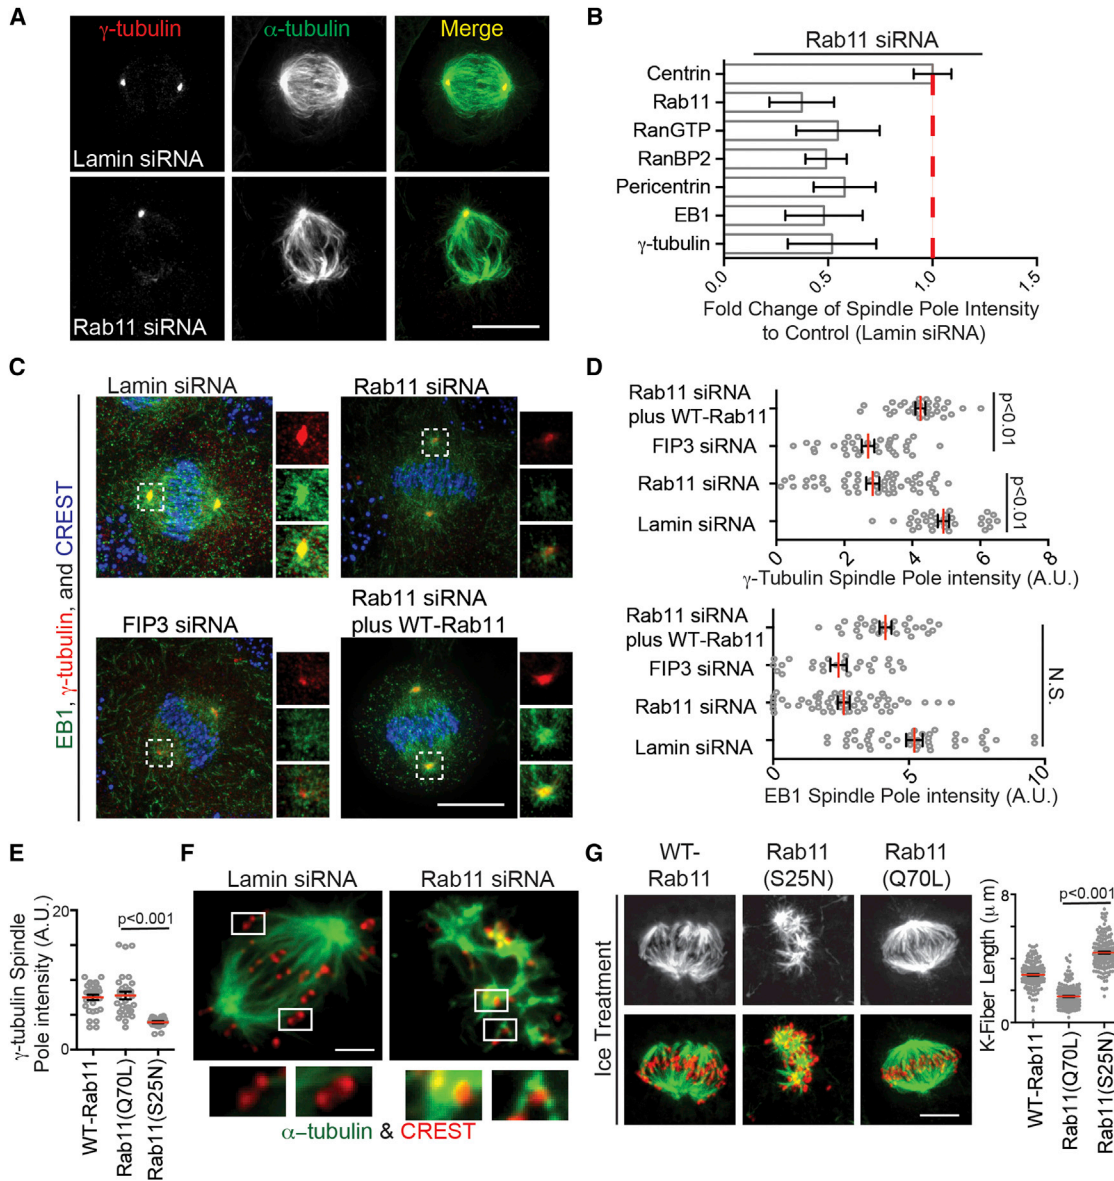 A
γ-tubulin
α-tubulin
Merge
Lamin siRNA
Rab11 siRNA
B
Rab11 siRNA
Centrin
Rab11
RanGTP
RanBP2
Pericentrin
EB1
γ-tubulin
0.0
0.5
1.0
1.5
Fold Change of Spindle Pole Intensity
to Control (Lamin siRNA)
C
Lamin siRNA
Rab11 siRNA
FIP3 siRNA
Rab11 siRNA
plus WT-Rab11
EB1, γ-tubulin, and CREST
D
Rab11 siRNA
plus WT-Rab11
FIP3 siRNA
Rab11 siRNA
Lamin siRNA
p<0.01
p<0.01
0
2
4
6
8
γ-Tubulin Spindle Pole intensity (A.U.)
Rab11 siRNA
plus WT-Rab11
FIP3 siRNA
Rab11 siRNA
Lamin siRNA
N.S.
0
5
10
EB1 Spindle Pole intensity (A.U.)
E
γ-tubulin Spindle
Pole intensity (A.U.)
20
10
0
p<0.001
WT-Rab11
Rab11(Q70L)
Rab11(S25N)
F
Lamin siRNA
Rab11 siRNA
α-tubulin & CREST
G
WT-
Rab11
Rab11
(S25N)
Rab11
(Q70L)
Ice Treatment
K-Fiber Length (μm)
8
4
0
p<0.001
WT-Rab11
Rab11(Q70L)
Rab11(S25N)